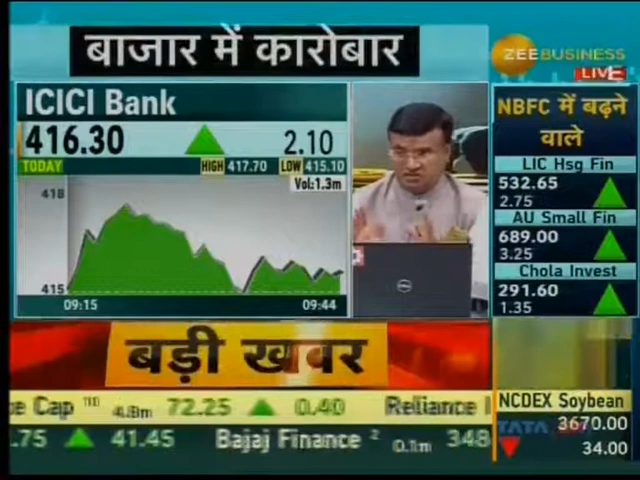 बाजार में कारोबार
ZEE BUSINESS
LIVE
ICICI Bank
416.30 2.10
TODAY HIGH 417.70 LOW 415.10
Vol:1.3m
418
415
09:15 09:44
DELL
NBFC में बढ़ने
वाले
LIC Hsg Fin
532.65
2.75
AU Small Fin
689.00
3.25
Chola Invest
291.60
1.35
बड़ी खबर
e Cap 4.8m 72.25 0.40 Reliance
.75 41.45 Bajaj Finance 2 0.1m 348
NCDEX Soybean
3670.00
TATA
34.00